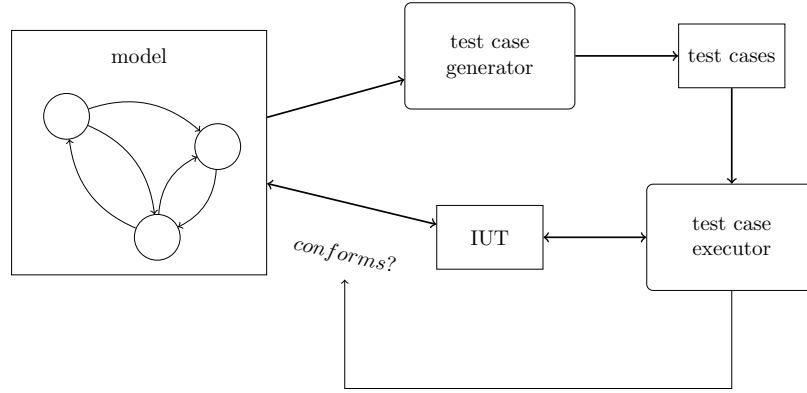 model
test case
generator
test cases
conforms?
IUT
test case
executor